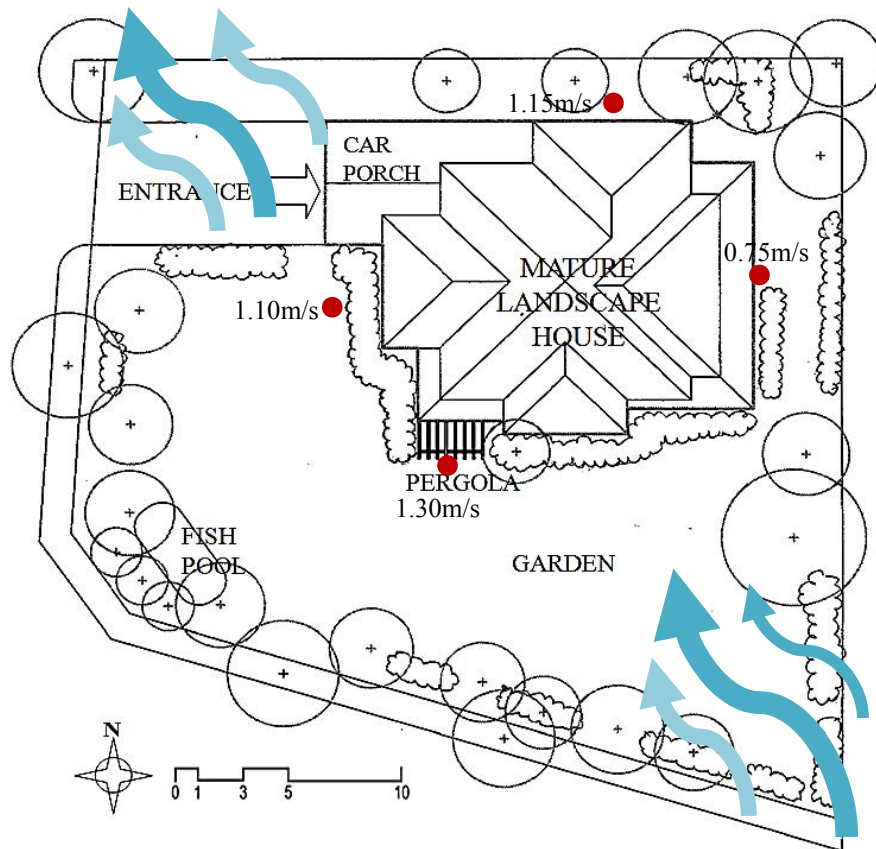 1.15m/s
CAR
PORCH
ENTRANCE
0.75m/s
MATURE
LANDSCAPE
HOUSE
1.10m/s
PERGOLA
1.30m/s
FISH
POOL
GARDEN
N
0 1 3 5 10